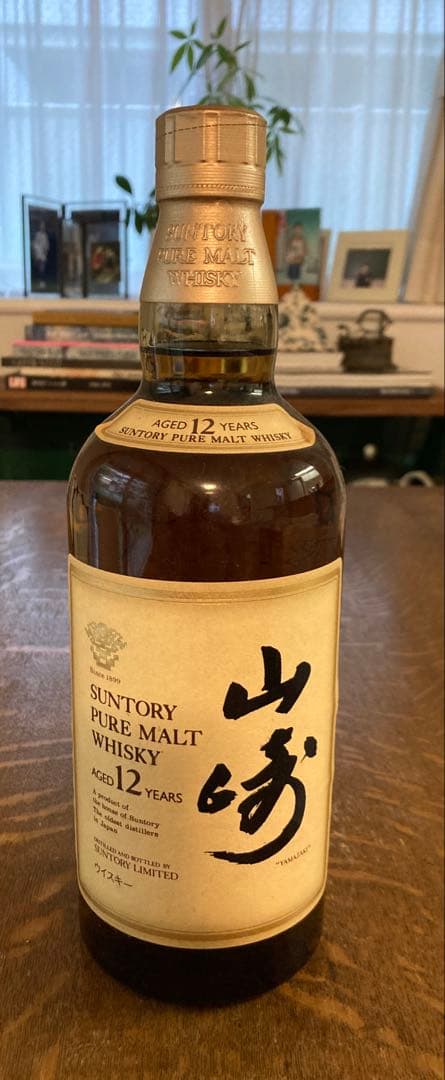 SUNTORY
PURE MALT
WHISKY
AGED 12 YEARS
SUNTORY PURE MALT WHISKY
Since 1899
SUNTORY
PURE MALT
WHISKY
AGED 12 YEARS
A product of
the house of Suntory
The oldest distillers
in Japan
DISTILLED AND BOTTLED BY
SUNTORY LIMITED
ウイスキー
山崎
"YAMAZAKI"